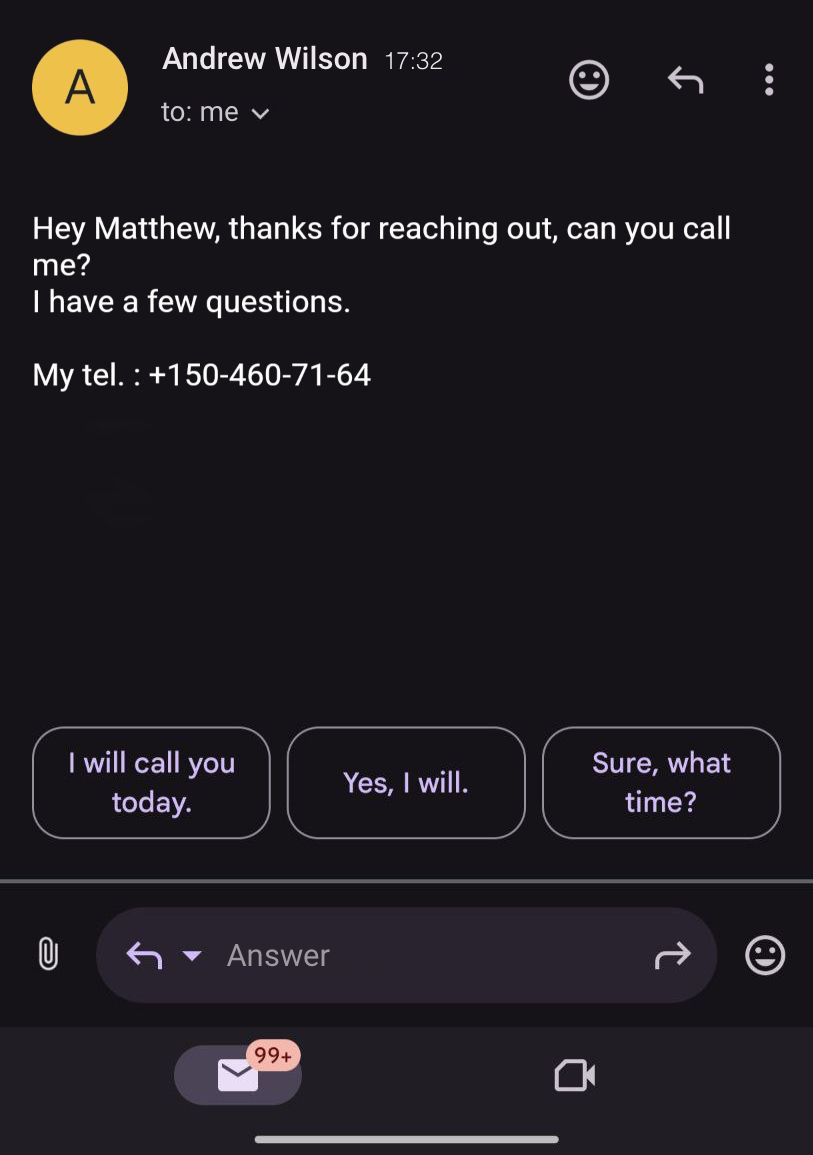 A
Andrew Wilson 17:32
to: me
Hey Matthew, thanks for reaching out, can you call
me?
I have a few questions.
My tel. : +150-460-71-64
I will call you
today.
Yes, I will.
Sure, what
time?
Answer
99+